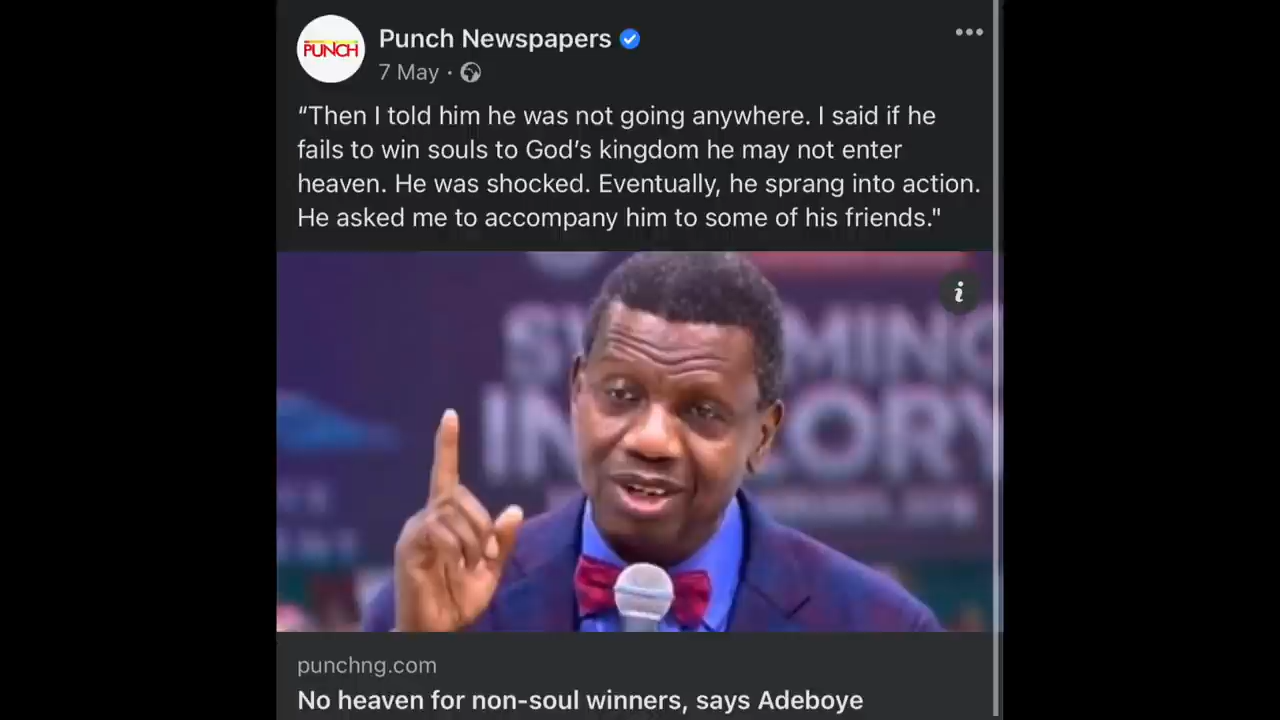 PUNCH
Punch Newspapers
7 May ·
“Then I told him he was not going anywhere. I said if he
fails to win souls to God’s kingdom he may not enter
heaven. He was shocked. Eventually, he sprang into action.
He asked me to accompany him to some of his friends."
i
punchng.com
No heaven for non-soul winners, says Adeboye